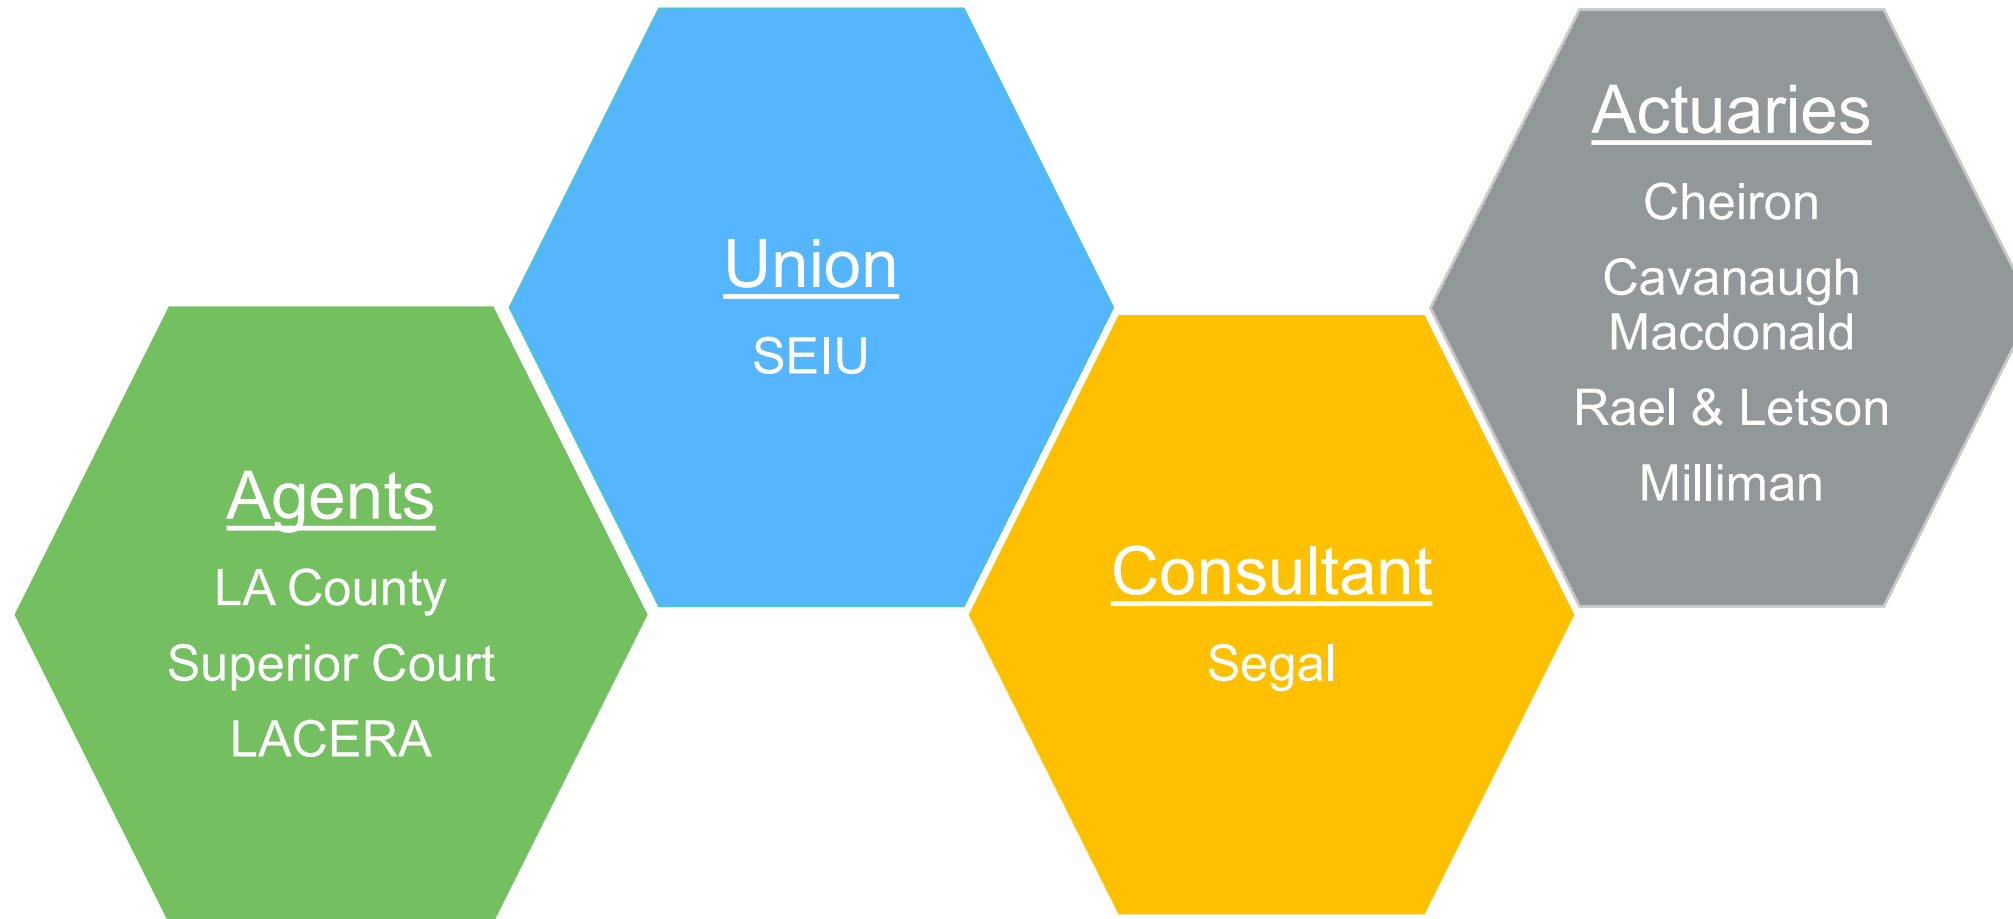 Agents
LA County
Superior Court
LACERA
Union
SEIU
Consultant
Segal
Actuaries
Cheiron
Cavanaugh
Macdonald
Rael & Letson
Milliman